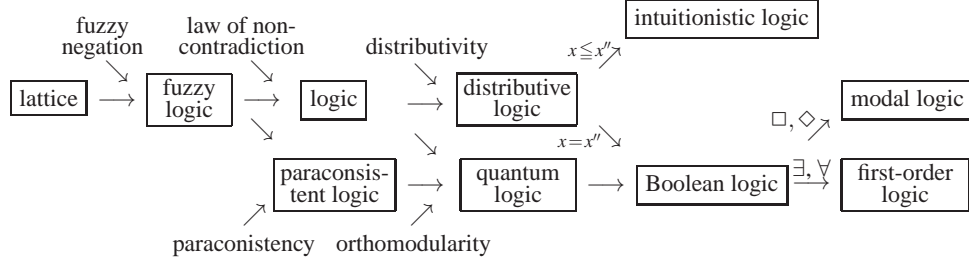 fuzzy
negation
law of non-
contradiction
distributivity
x≦x″
intuitionistic logic
lattice
fuzzy
logic
logic
distributive
logic
□, ◇
modal logic
x=x″
paraconsis-
tent logic
quantum
logic
Boolean logic
∃, ∀
first-order
logic
paraconistency
orthomodularity